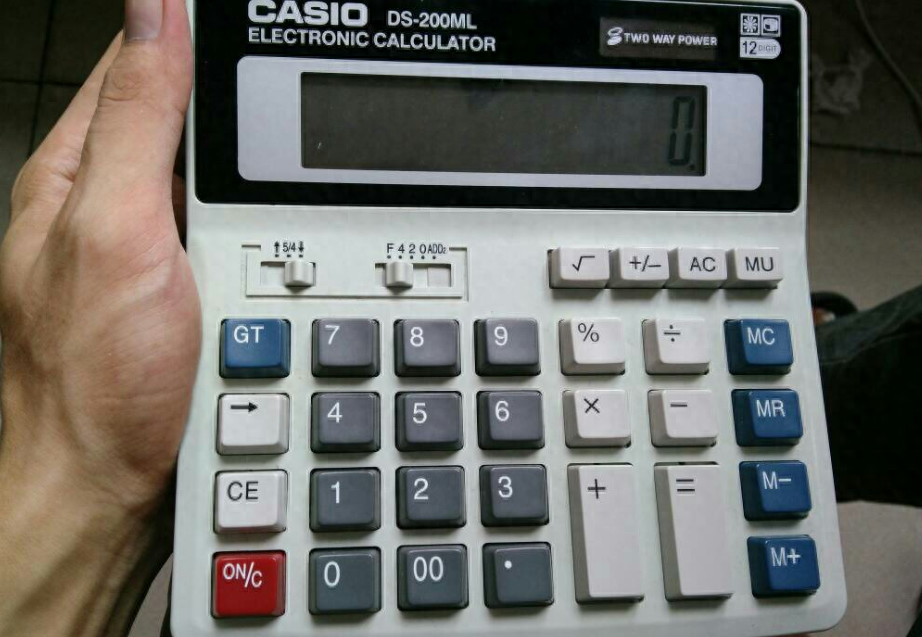 CASIO DS-200ML
ELECTRONIC CALCULATOR
TWO WAY POWER
12 DIGIT
0.
↑ 5/4 ↓
F 4 2 0 ADD₂
√ +/− AC MU
GT 7 8 9 % ÷ MC
→ 4 5 6 × − MR
CE 1 2 3 + = M−
ON/C 0 00 · M+